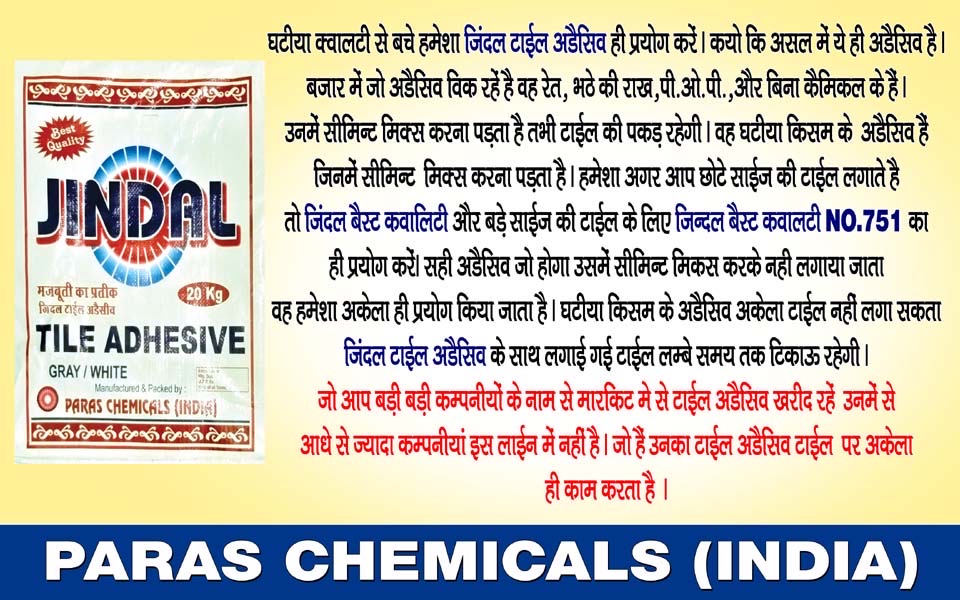 घटीया क्वालटी से बचे हमेशा जिंदल टाईल अडैसिव ही प्रयोग करें। कयो कि असल में ये ही अडैसिव है।
बजार में जो अडैसिव विक रहें है वह रेत, भठे की राख,पी.ओ.पी.,और बिना कैमिकल के हैं।
उनमें सीमिन्ट मिक्स करना पड़ता है तभी टाईल की पकड़ रहेगी। वह घटीया किसम के अडैसिव हैं
जिनमें सीमिन्ट मिक्स करना पड़ता है। हमेशा अगर आप छोटे साईज की टाईल लगाते है
तो जिंदल बैस्ट कवालिटी और बडे साईज की टाईल के लिए जिन्दल बैस्ट कवालटी NO.751 का
ही प्रयोग करें। सही अडैसिव जो होगा उसमें सीमिन्ट मिकस करके नही लगाया जाता
वह हमेशा अकेला ही प्रयोग किया जाता है। घटीया किसम के अडैसिव अकेला टाईल नहीं लगा सकता
जिंदल टाईल अडैसिव के साथ लगाई गई टाईल लम्बे समय तक टिकाऊ रहेगी।
जो आप बड़ी बड़ी कम्पनीयों के नाम से मारकिट मे से टाईल अडैसिव खरीद रहें उनमें से
आधे से ज्यादा कम्पनीयां इस लाईन में नहीं है। जो हैं उनका टाईल अडैसिव टाईल पर अकेला
ही काम करता है ।
Best
Quality
JINDAL
मजबूती का प्रतीक
जिदल टाईल अडैसीव
20 Kg
TILE ADHESIVE
GRAY / WHITE
Manufactured & Packed by :
PARAS CHEMICALS (INDIA)
PARAS CHEMICALS (INDIA)